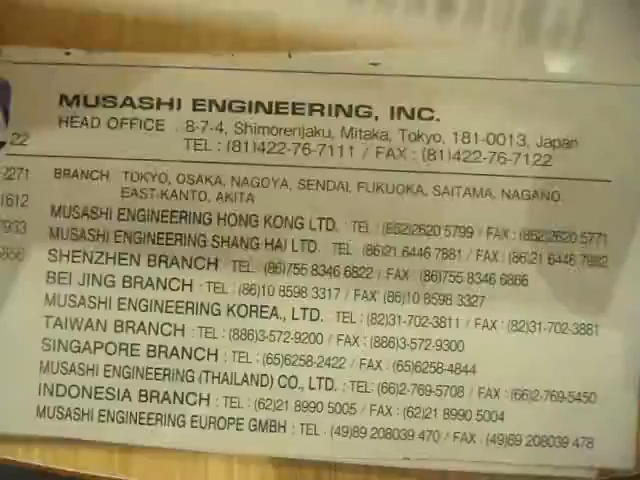 MUSASHI ENGINEERING, INC.
HEAD OFFICE : 8-7-4, Shimorenjaku, Mitaka, Tokyo, 181-0013, Japan
TEL : (81)422-76-7111 / FAX : (81)422-76-7122
22
2271
BRANCH TOKYO, OSAKA, NAGOYA, SENDAI, FUKUOKA, SAITAMA, NAGANO,
EAST-KANTO, AKITA
1612
MUSASHI ENGINEERING HONG KONG LTD. TEL : (852)2620 5799 / FAX : (852)2620 5771
7933
MUSASHI ENGINEERING SHANG HAI LTD. TEL : (86)21 6446 7881 / FAX : (86)21 6446 7882
SHENZHEN BRANCH TEL : (86)755 8346 6822 / FAX : (86)755 8346 6866
BEI JING BRANCH : TEL : (86)10 8598 3317 / FAX : (86)10 8598 3327
MUSASHI ENGINEERING KOREA., LTD. TEL : (82)31-702-3811 / FAX : (82)31-702-3881
TAIWAN BRANCH : TEL : (886)3-572-9200 / FAX : (886)3-572-9300
SINGAPORE BRANCH : TEL : (65)6258-2422 / FAX : (65)6258-4844
MUSASHI ENGINEERING (THAILAND) CO., LTD. : TEL : (66)2-769-5708 / FAX : (66)2-769-5450
INDONESIA BRANCH : TEL : (62)21 8990 5005 / FAX : (62)21 8990 5004
MUSASHI ENGINEERING EUROPE GMBH : TEL : (49)89 208039 470 / FAX : (49)89 208039 478